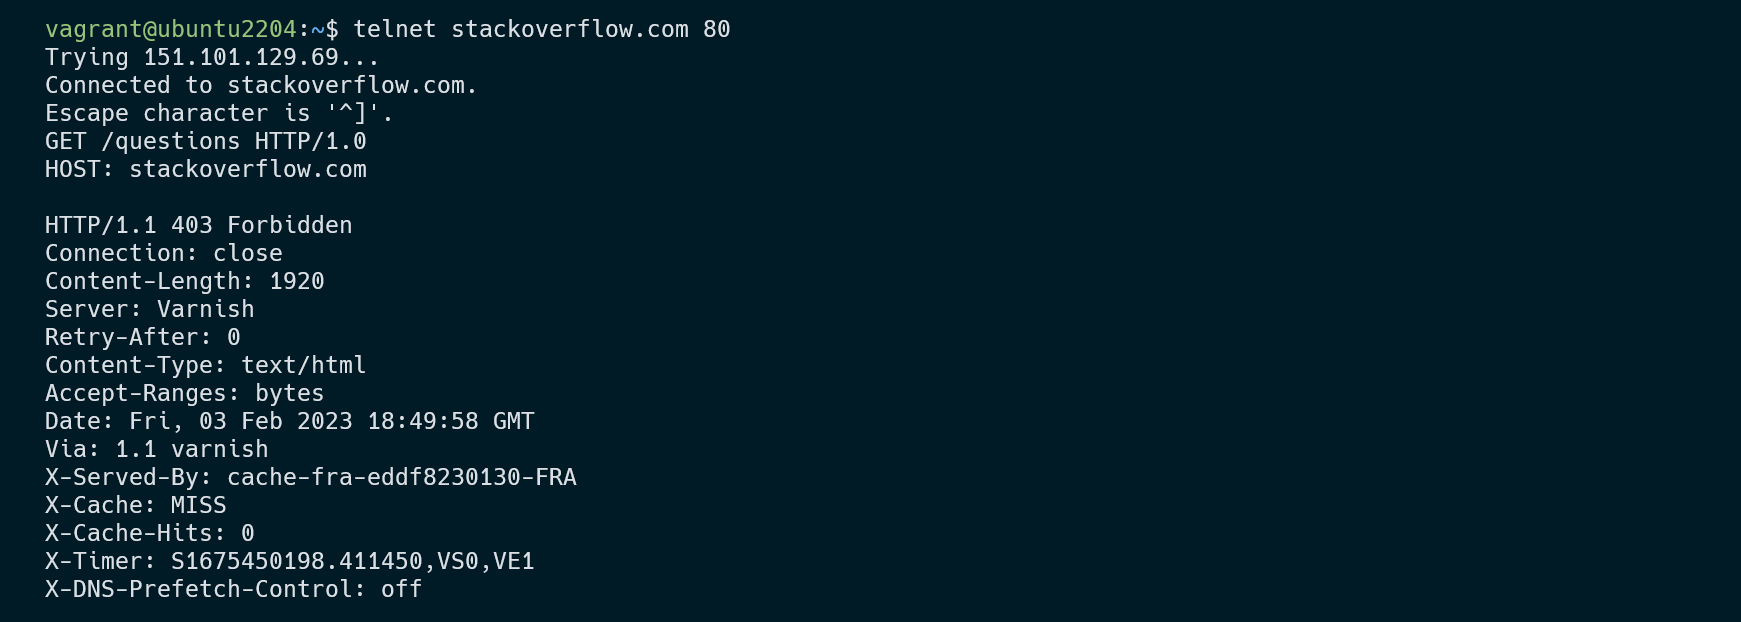 vagrant@ubuntu2204:~$ telnet stackoverflow.com 80
Trying 151.101.129.69...
Connected to stackoverflow.com.
Escape character is '^]'.
GET /questions HTTP/1.0
HOST: stackoverflow.com

HTTP/1.1 403 Forbidden
Connection: close
Content-Length: 1920
Server: Varnish
Retry-After: 0
Content-Type: text/html
Accept-Ranges: bytes
Date: Fri, 03 Feb 2023 18:49:58 GMT
Via: 1.1 varnish
X-Served-By: cache-fra-eddf8230130-FRA
X-Cache: MISS
X-Cache-Hits: 0
X-Timer: S1675450198.411450,VS0,VE1
X-DNS-Prefetch-Control: off